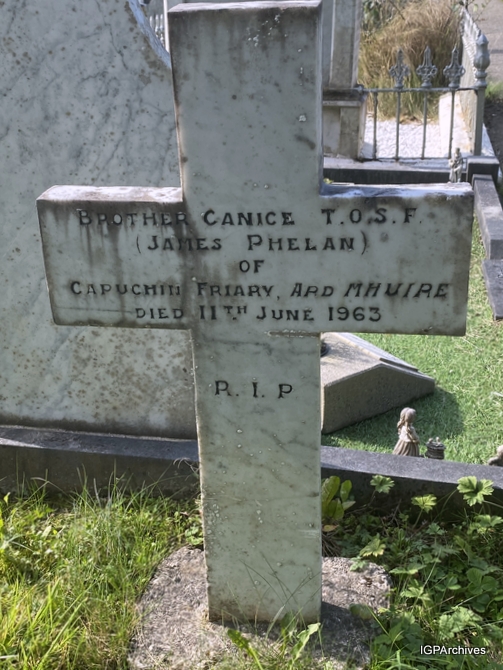 BROTHER CANICE T.O.S.F.
(JAMES PHELAN)
OF
CAPUCHIN FRIARY, ARD MHUIRE
DIED 11TH JUNE 1963
R.I.P
IGPArchives